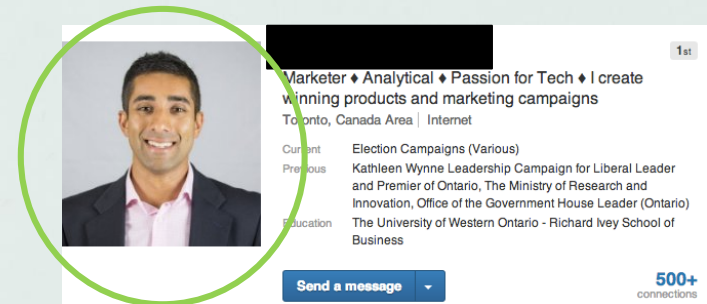 1st
Marketer ♦ Analytical ♦ Passion for Tech ♦ I create
winning products and marketing campaigns
Toronto, Canada Area | Internet
Current Election Campaigns (Various)
Previous Kathleen Wynne Leadership Campaign for Liberal Leader
and Premier of Ontario, The Ministry of Research and
Innovation, Office of the Government House Leader (Ontario)
Education The University of Western Ontario - Richard Ivey School of
Business
Send a message
500+
connections